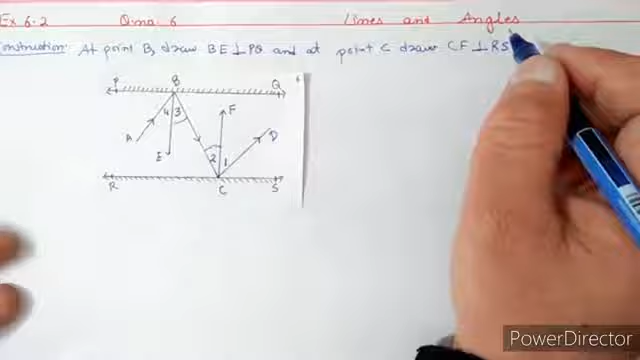 Ex 6.2 Q.no. 6 Lines and Angles
Construction: At point B, draw BE⊥PQ and at point C draw CF⊥RS
P B Q
4 3 F
A D
E 2 1
R C S
PowerDirector